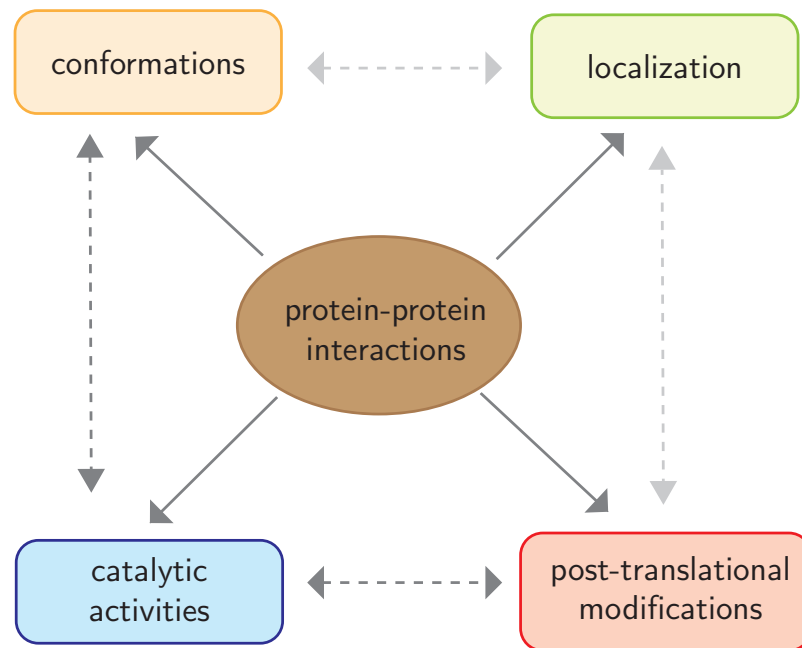 conformations
localization
protein-protein
interactions
catalytic
activities
post-translational
modifications